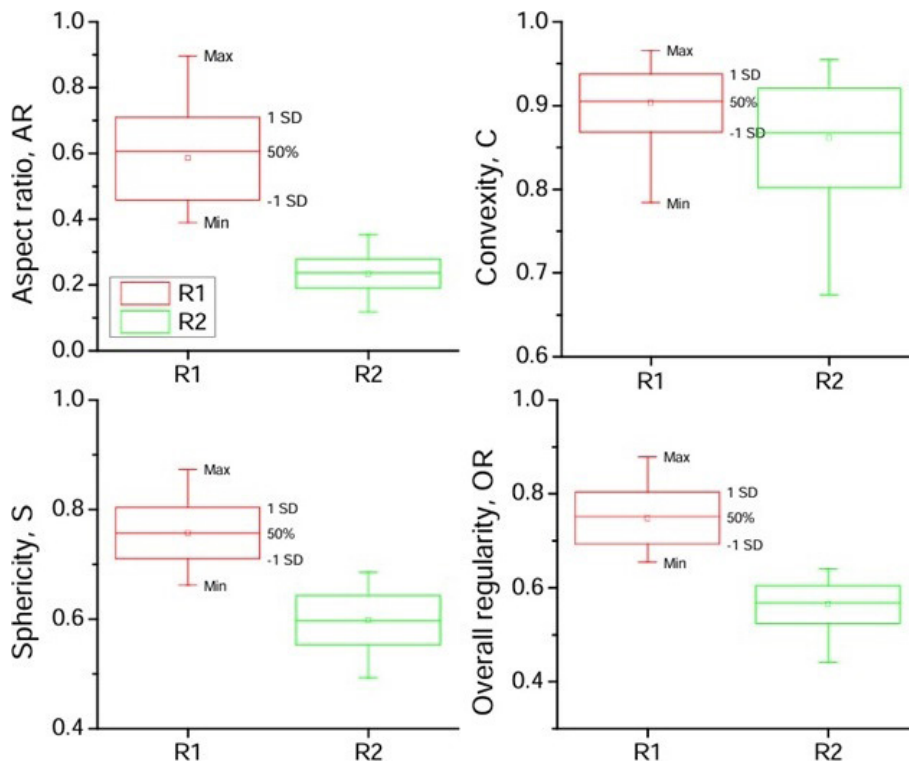 Aspect ratio, AR
1.0
0.8
0.6
0.4
0.2
0.0
Max
1 SD
50%
-1 SD
Min
R1
R2
R1
R2
Convexity, C
1.0
0.9
0.8
0.7
0.6
Max
1 SD
50%
-1 SD
Min
R1
R2
Sphericity, S
1.0
0.8
0.6
0.4
Max
1 SD
50%
-1 SD
Min
R1
R2
Overall regularity, OR
1.0
0.8
0.6
0.4
Max
1 SD
50%
-1 SD
Min
R1
R2